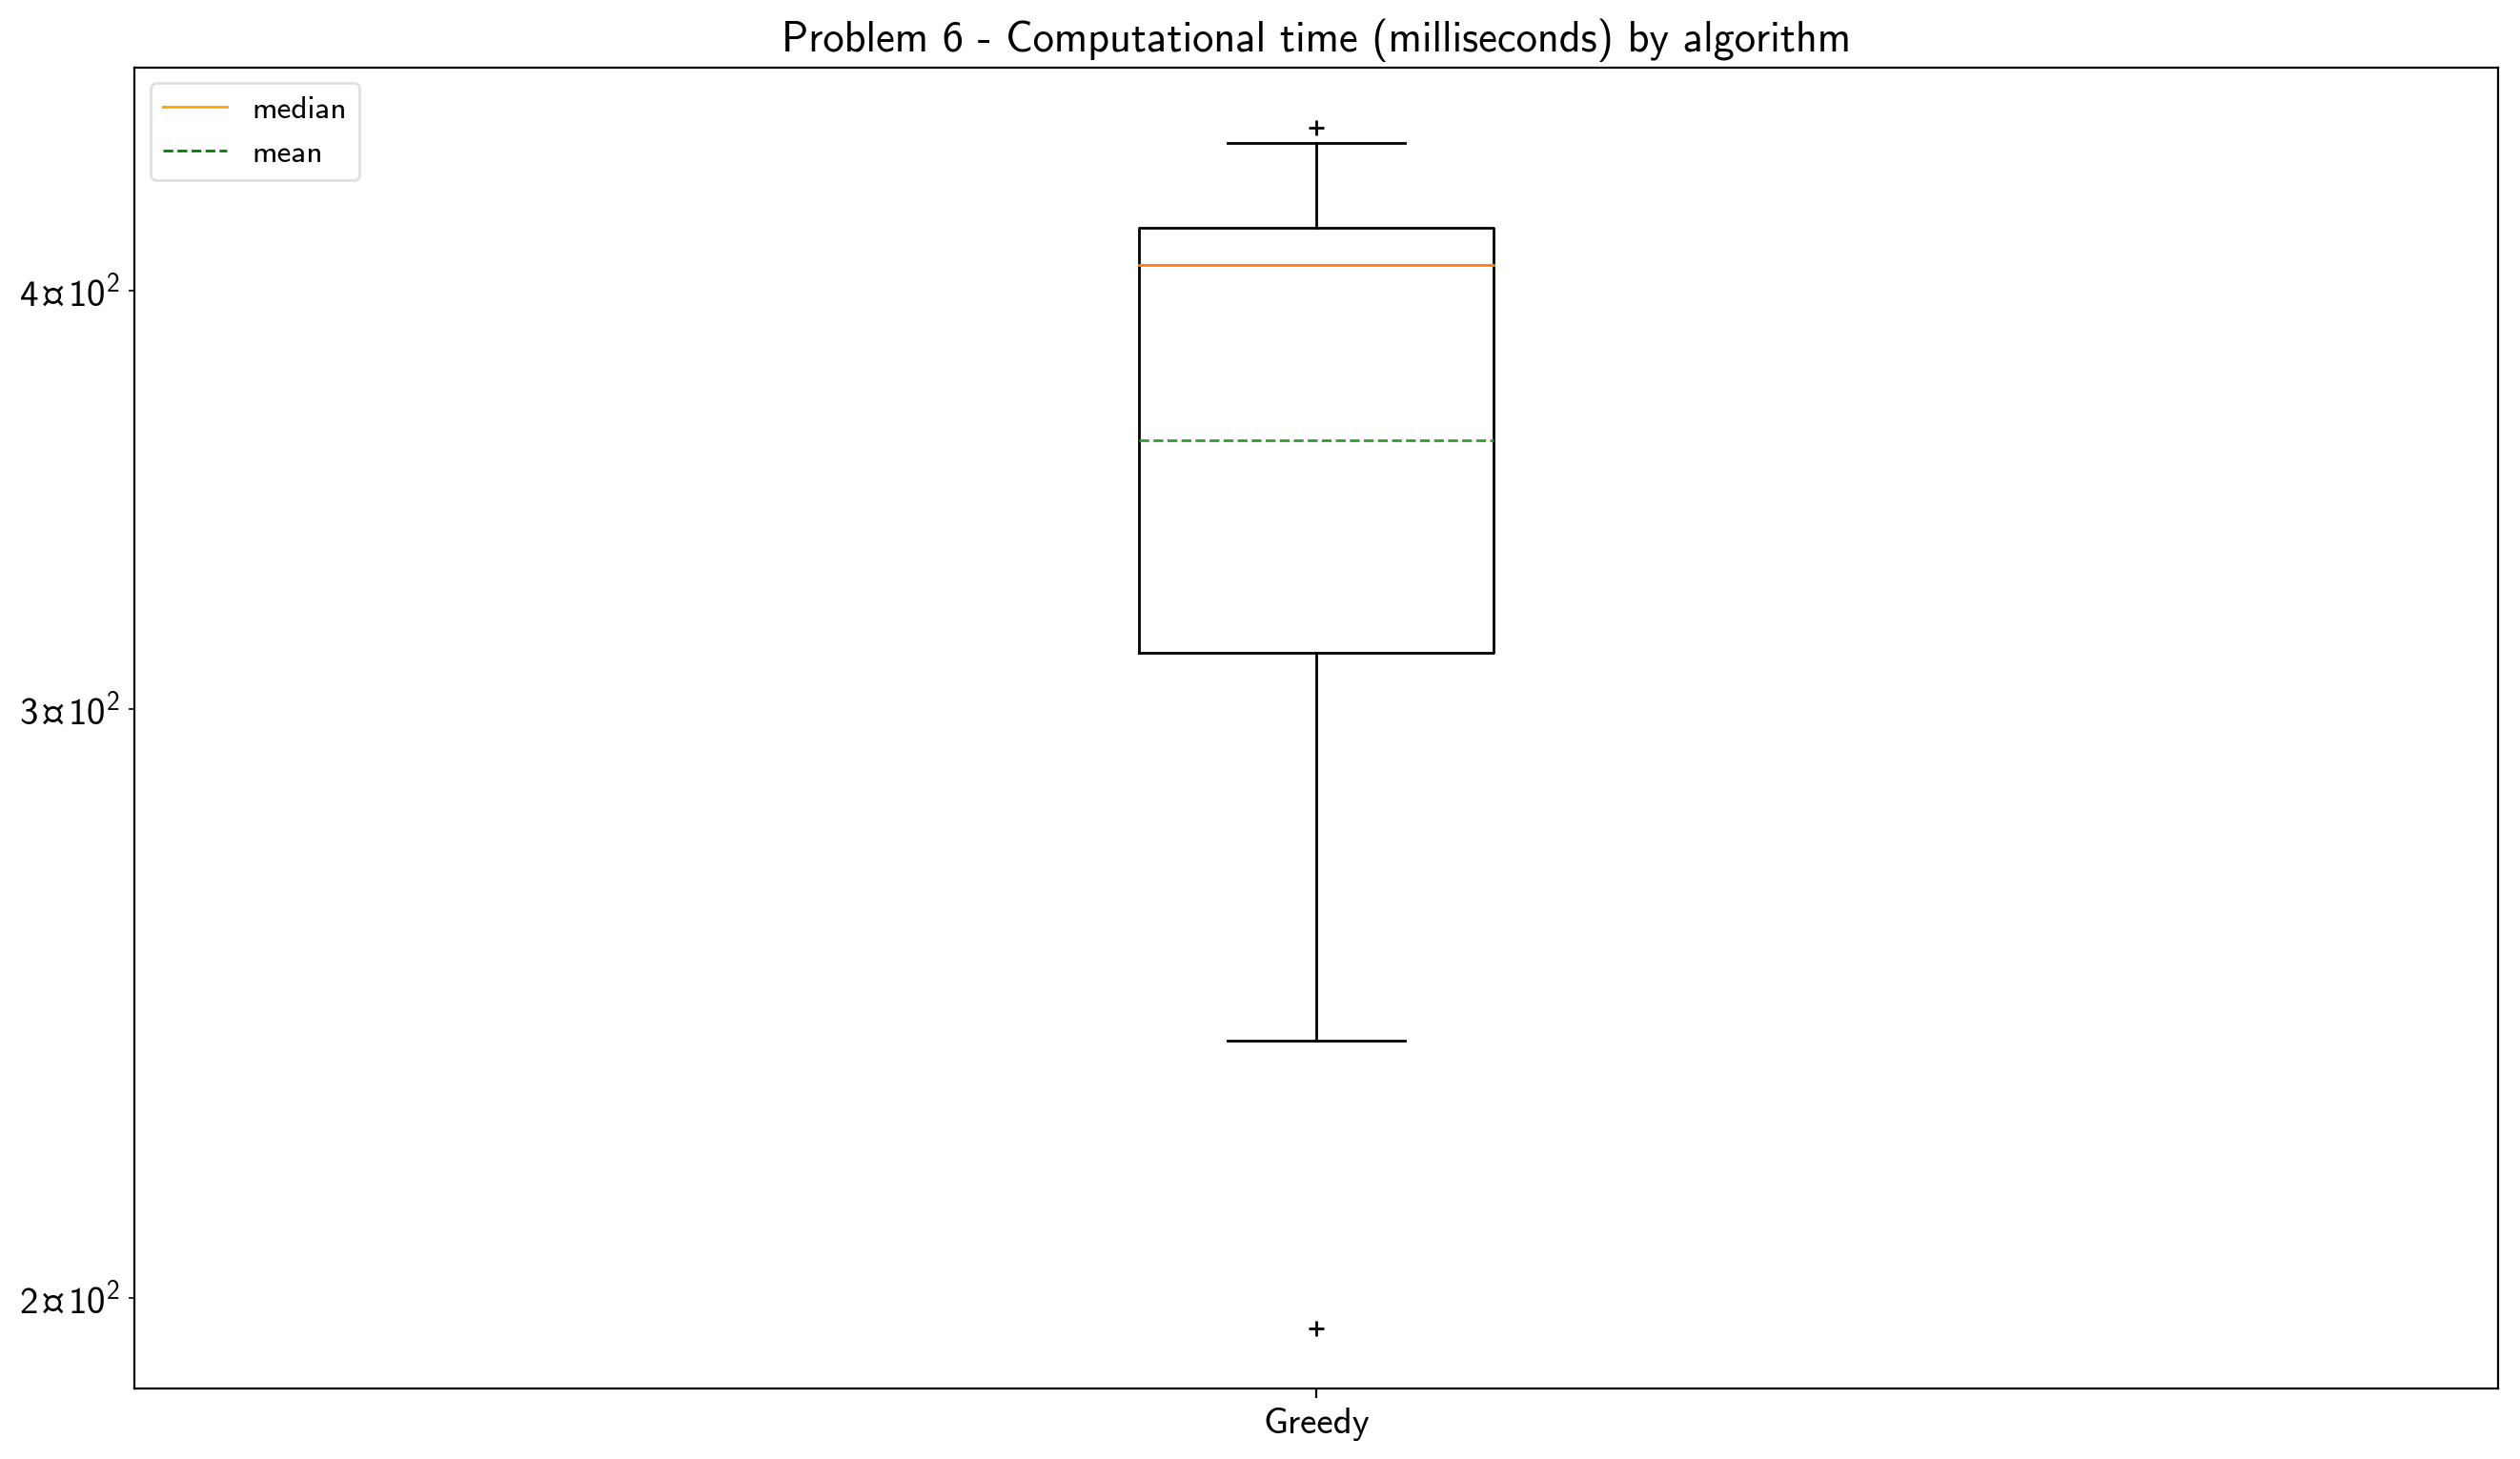 Problem 6 - Computational time (milliseconds) by algorithm
median
mean
4¤10²
3¤10²
2¤10²
Greedy